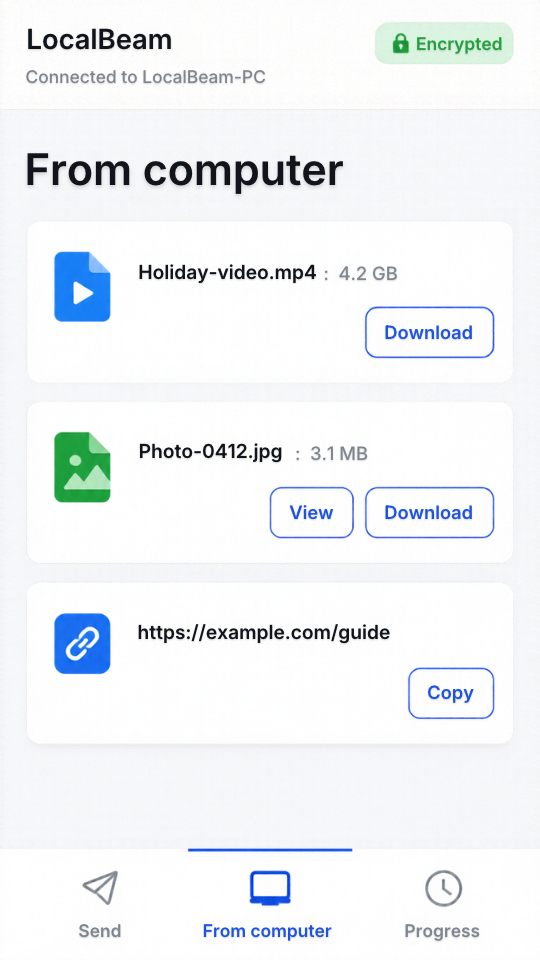 LocalBeam
Encrypted
Connected to LocalBeam-PC
From computer
Holiday-video.mp4 : 4.2 GB
Download
Photo-0412.jpg : 3.1 MB
View Download
https://example.com/guide
Copy
Send From computer Progress